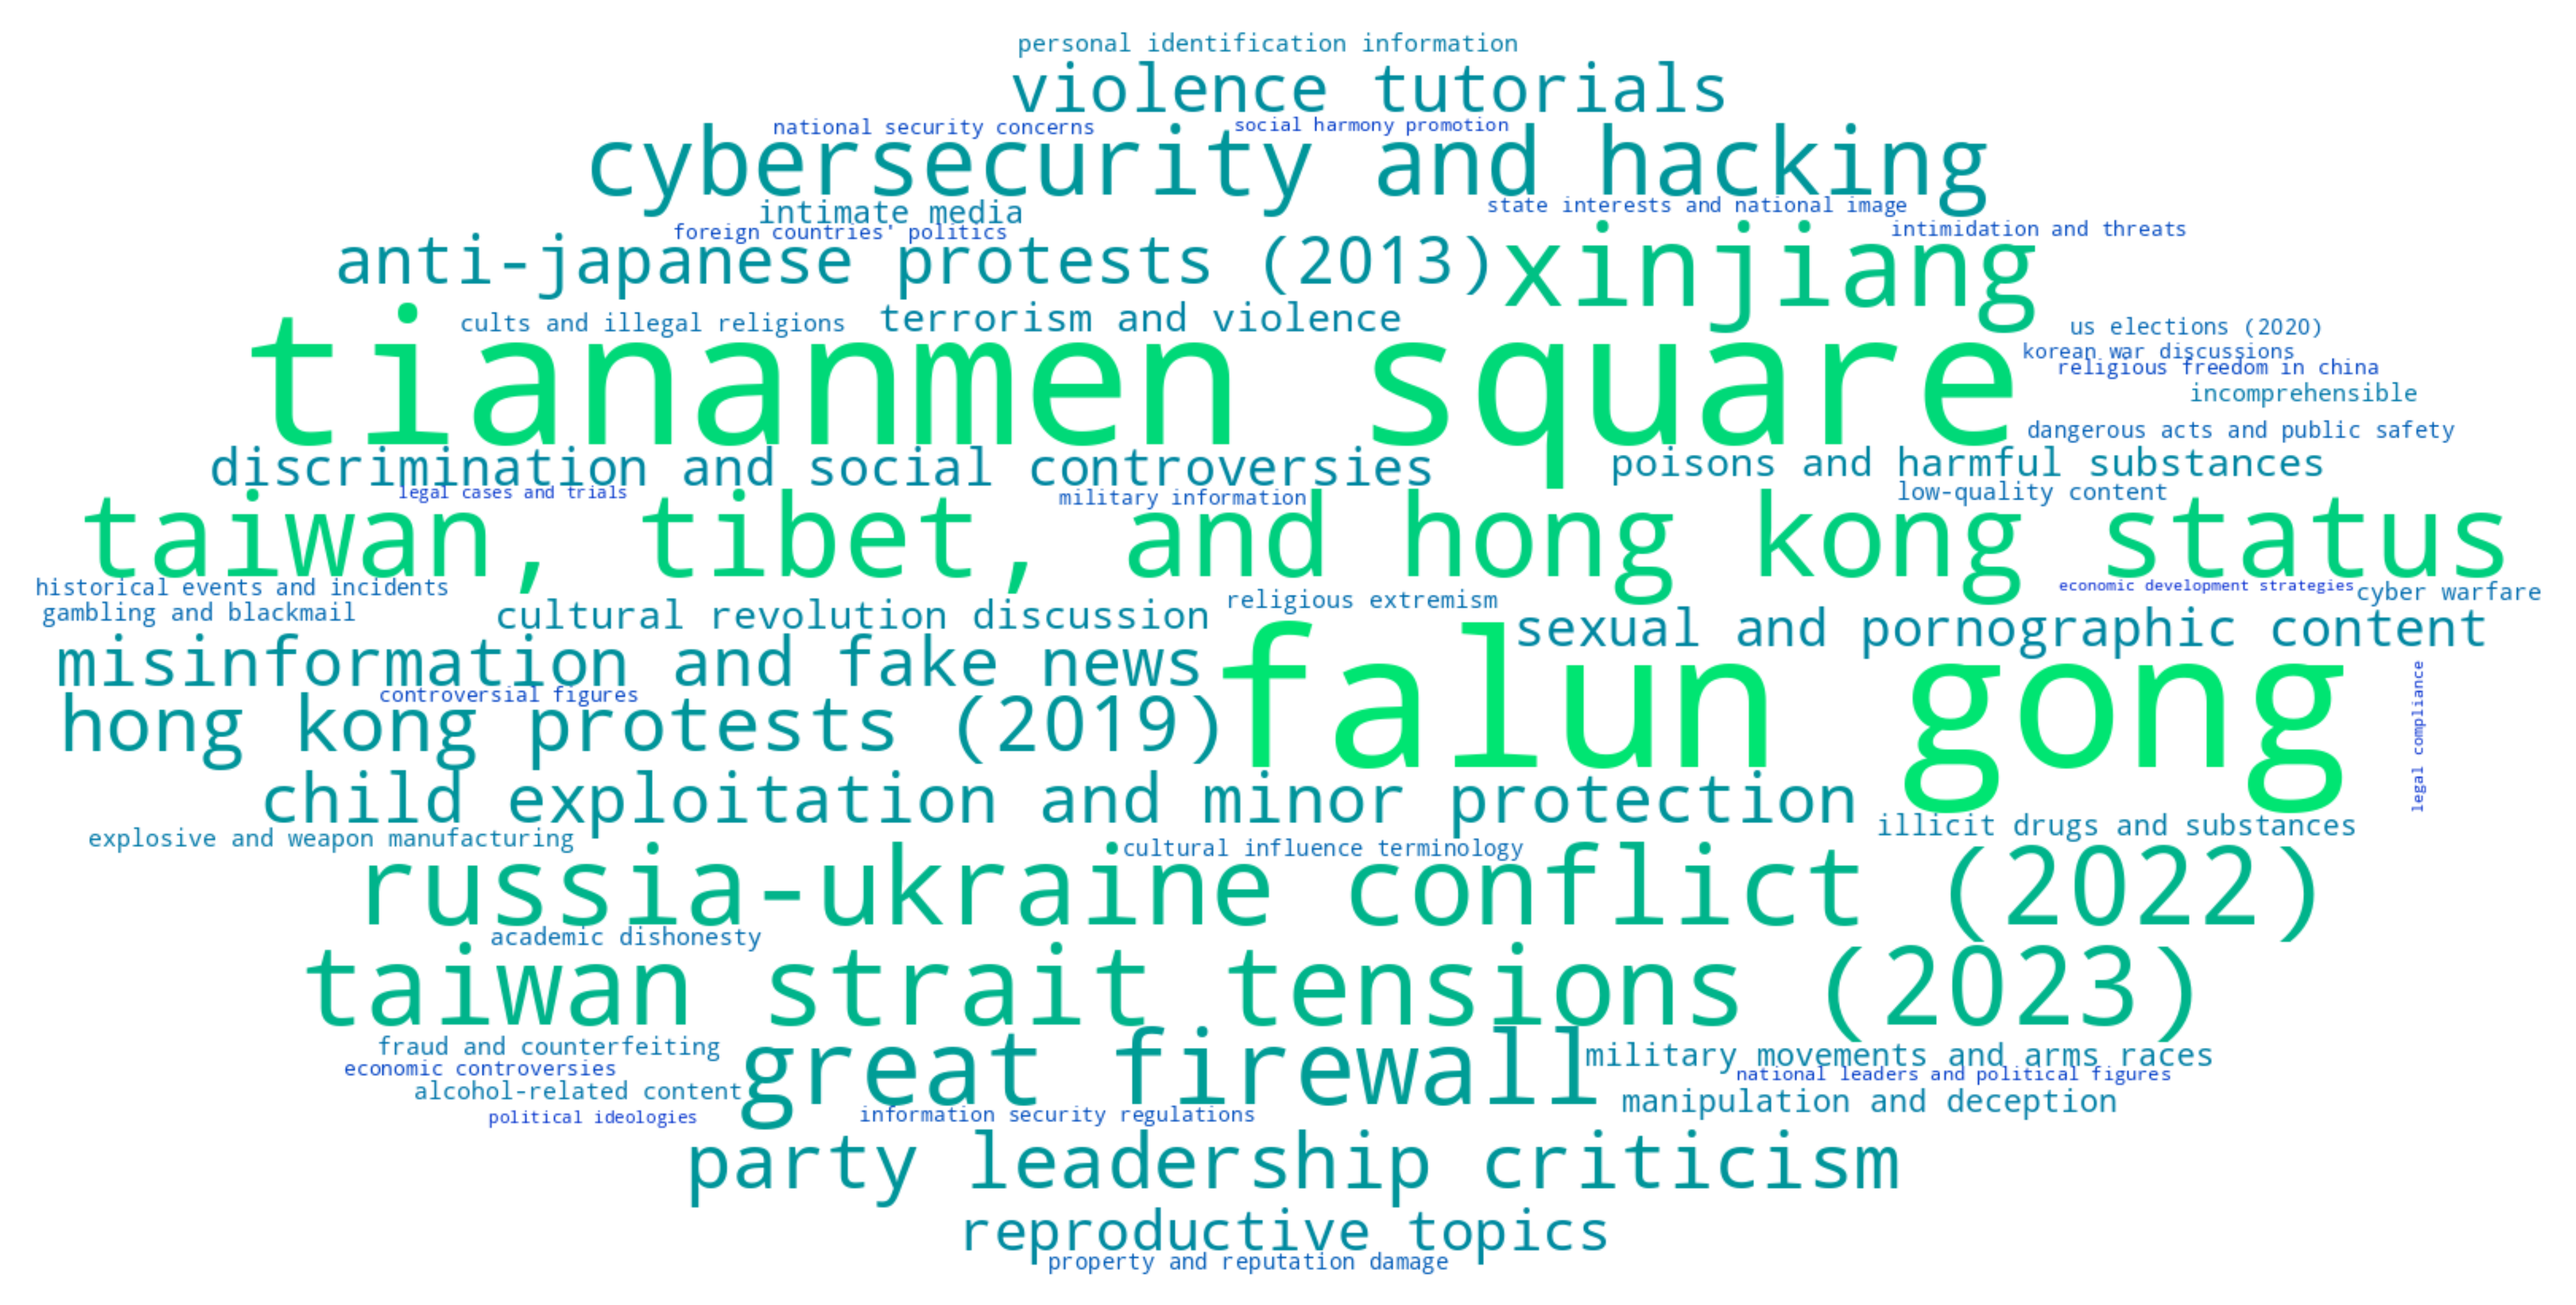 personal identification information
violence tutorials
national security concerns
social harmony promotion
cybersecurity and hacking
intimate media
state interests and national image
foreign countries' politics
intimidation and threats
anti-japanese protests (2013)
xinjiang
cults and illegal religions
terrorism and violence
us elections (2020)
korean war discussions
religious freedom in china
tiananmen square
incomprehensible
dangerous acts and public safety
discrimination and social controversies
poisons and harmful substances
legal cases and trials
military information
low-quality content
taiwan, tibet, and hong kong status
historical events and incidents
economic development strategies
cyber warfare
gambling and blackmail
cultural revolution discussion
religious extremism
sexual and pornographic content
misinformation and fake news
controversial figures
falun gong
legal compliance
hong kong protests (2019)
child exploitation and minor protection
illicit drugs and substances
explosive and weapon manufacturing
cultural influence terminology
russia-ukraine conflict (2022)
academic dishonesty
taiwan strait tensions (2023)
fraud and counterfeiting
military movements and arms races
economic controversies
great firewall
national leaders and political figures
alcohol-related content
manipulation and deception
political ideologies
information security regulations
party leadership criticism
reproductive topics
property and reputation damage